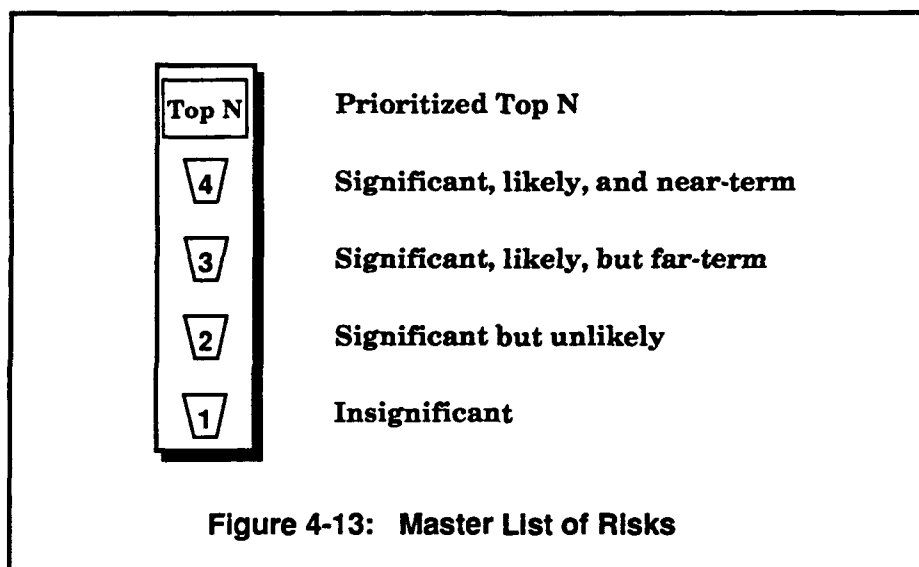 Top N Prioritized Top N
4 Significant, likely, and near-term
3 Significant, likely, but far-term
2 Significant but unlikely
1 Insignificant
Figure 4-13: Master List of Risks